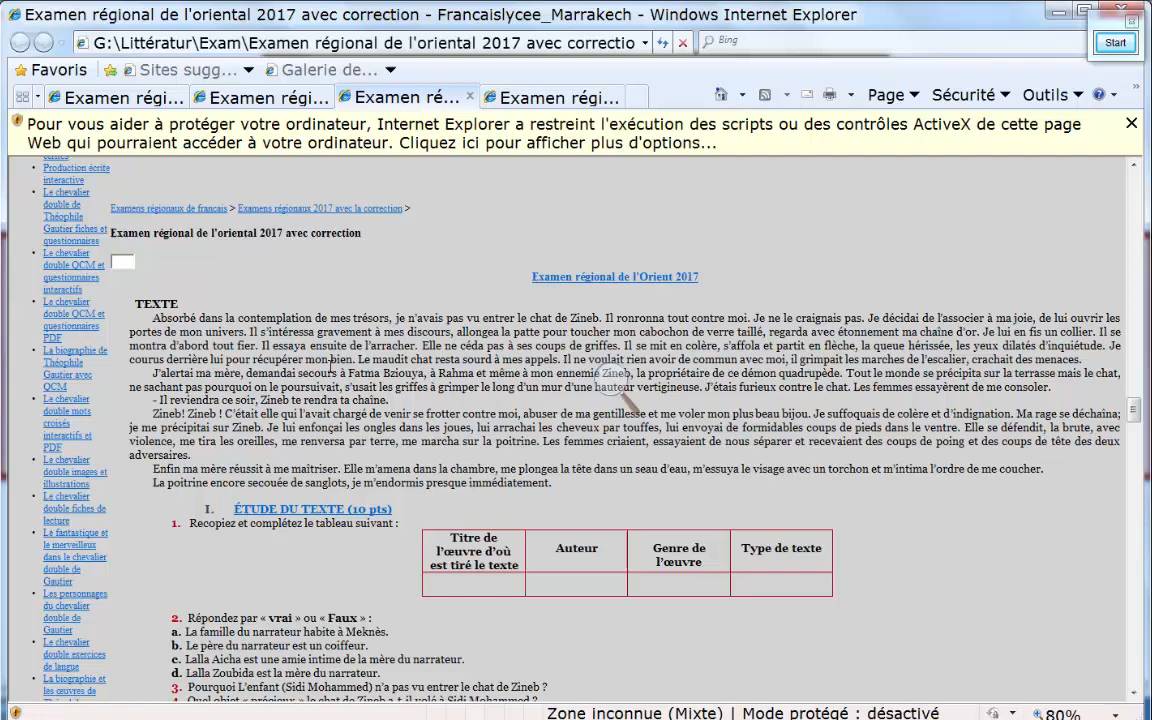 Examen régional de l'oriental 2017 avec correction - Francaislycee_Marrakech - Windows Internet Explorer
G:\Littératur\Exam\Examen régional de l'oriental 2017 avec correctio
Bing
Start
Favoris
Sites sugg...
Galerie de...
Examen régi...
Examen régi...
Examen ré...
Examen régi...
Page
Sécurité
Outils
Pour vous aider à protéger votre ordinateur, Internet Explorer a restreint l'exécution des scripts ou des contrôles ActiveX de cette page
Web qui pourraient accéder à votre ordinateur. Cliquez ici pour afficher plus d'options...
Production écrite
interactive
Le chevalier
double de
Théophile
Gautier fiches et
questionnaires
Le chevalier
double QCM et
questionnaires
interactifs
Le chevalier
double QCM et
questionnaires
PDF
La biographie de
Théophile
Gautier avec
QCM
Le chevalier
double mots
croisés
interactifs et
PDF
Le chevalier
double images et
illustrations
Le chevalier
double fiches de
lecture
Le fantastique et
le merveilleux
dans le chevalier
double de
Gautier
Les personnages
du chevalier
double de
Gautier
Le chevalier
double exercices
de langue
La biographie et
les œuvres de
Examens régionaux de francais > Examens régionaux 2017 avec la correction >
Examen régional de l'oriental 2017 avec correction
Examen régional de l'Orient 2017
TEXTE
Absorbé dans la contemplation de mes trésors, je n'avais pas vu entrer le chat de Zineb. Il ronronna tout contre moi. Je ne le craignais pas. Je décidai de l'associer à ma joie, de lui ouvrir les
portes de mon univers. Il s'intéressa gravement à mes discours, allongea la patte pour toucher mon cabochon de verre taillé, regarda avec étonnement ma chaîne d'or. Je lui en fis un collier. Il se
montra d'abord tout fier. Il essaya ensuite de l'arracher. Elle ne céda pas à ses coups de griffes. Il se mit en colère, s'affola et partit en flèche, la queue hérissée, les yeux dilatés d'inquiétude. Je
courus derrière lui pour récupérer mon bien. Le maudit chat resta sourd à mes appels. Il ne voulait rien avoir de commun avec moi, il grimpait les marches de l'escalier, crachait des menaces.
J'alertai ma mère, demandai secours à Fatma Bziouya, à Rahma et même à mon ennemie Zineb, la propriétaire de ce démon quadrupède. Tout le monde se précipita sur la terrasse mais le chat,
ne sachant pas pourquoi on le poursuivait, s'usait les griffes à grimper le long d'un mur d'une hauteur vertigineuse. J'étais furieux contre le chat. Les femmes essayèrent de me consoler.
- Il reviendra ce soir, Zineb te rendra ta chaîne.
Zineb! Zineb ! C'était elle qui l'avait chargé de venir se frotter contre moi, abuser de ma gentillesse et me voler mon plus beau bijou. Je suffoquais de colère et d'indignation. Ma rage se déchaîna;
je me précipitai sur Zineb. Je lui enfonçai les ongles dans les joues, lui arrachai les cheveux par touffes, lui envoyai de formidables coups de pieds dans le ventre. Elle se défendit, la brute, avec
violence, me tira les oreilles, me renversa par terre, me marcha sur la poitrine. Les femmes criaient, essayaient de nous séparer et recevaient des coups de poing et des coups de tête des deux
adversaires.
Enfin ma mère réussit à me maîtriser. Elle m'amena dans la chambre, me plongea la tête dans un seau d'eau, m'essuya le visage avec un torchon et m'intima l'ordre de me coucher.
La poitrine encore secouée de sanglots, je m'endormis presque immédiatement.
I. ÉTUDE DU TEXTE (10 pts)
1. Recopiez et complétez le tableau suivant :
Titre de
l'œuvre d'où
est tiré le texte
Auteur
Genre de
l'œuvre
Type de texte
2. Répondez par « vrai » ou « Faux » :
a. La famille du narrateur habite à Meknès.
b. Le père du narrateur est un coiffeur.
c. Lalla Aicha est une amie intime de la mère du narrateur.
d. Lalla Zoubida est la mère du narrateur.
3. Pourquoi L'enfant (Sidi Mohammed) n'a pas vu entrer le chat de Zineb ?
4. Quel objet « précieux » le chat de Zineb a-t-il volé à Sidi Mohammed ?
Zone inconnue (Mixte) | Mode protégé : désactivé
80%